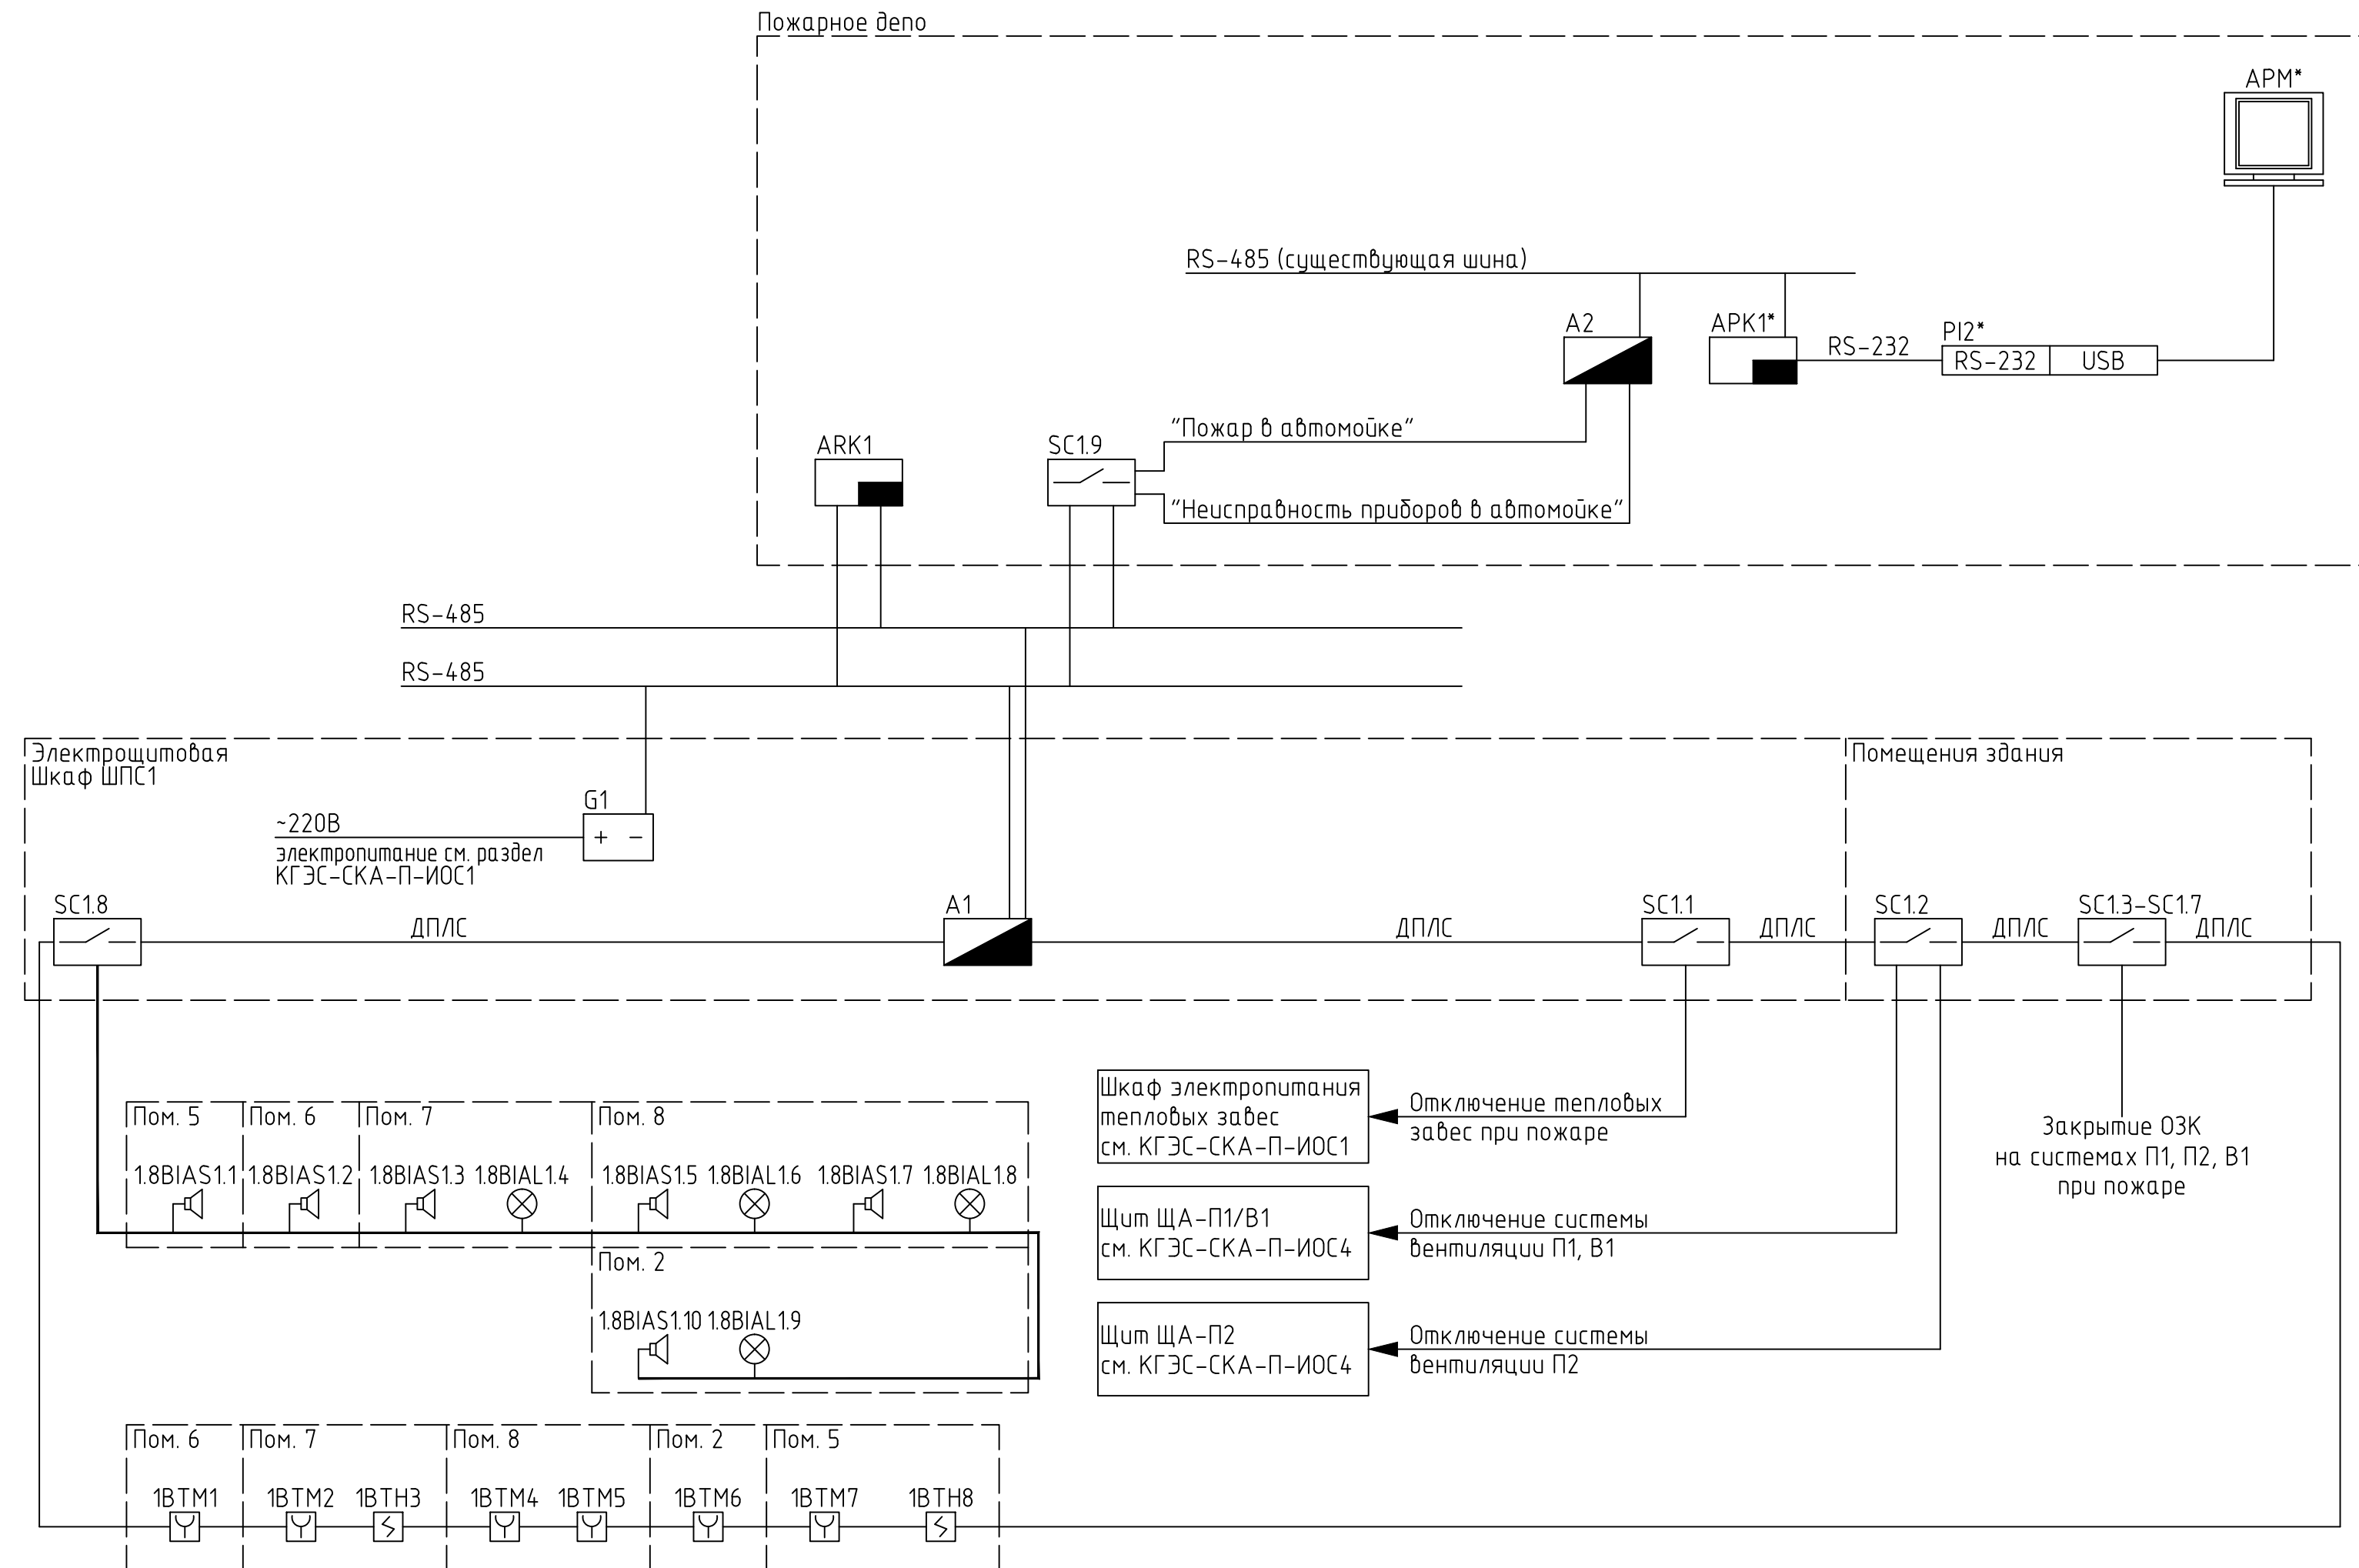 Пожарное депо
АРМ*
RS-485 (существующая шина)
А2
АРК1*
RS-232
PI2*
RS-232
USB
"Пожар в автомойке"
ARK1
SC1.9
"Неисправность приборов в автомойке"
RS-485
RS-485
Электрощитовая
Шкаф ШПС1
Помещения здания
G1
~220В
+ -
электропитание см. раздел
КГЭС-СКА-П-ИОС1
SC1.8
ДПЛС
А1
ДПЛС
SC1.1
ДПЛС
SC1.2
ДПЛС
SC1.3-SC1.7
ДПЛС
Шкаф электропитания
тепловых завес
см. КГЭС-СКА-П-ИОС1
Отключение тепловых
завес при пожаре
Закрытие ОЗК
на системах П1, П2, В1
при пожаре
Пом. 5
Пом. 6
Пом. 7
Пом. 8
1.8BIAS1.1
1.8BIAS1.2
1.8BIAS1.3
1.8BIAL1.4
1.8BIAS1.5
1.8BIAL1.6
1.8BIAS1.7
1.8BIAL1.8
Щит ЩА-П1/В1
см. КГЭС-СКА-П-ИОС4
Отключение системы
вентиляции П1, В1
Пом. 2
1.8BIAS1.10
1.8BIAL1.9
Щит ЩА-П2
см. КГЭС-СКА-П-ИОС4
Отключение системы
вентиляции П2
Пом. 6
Пом. 7
Пом. 8
Пом. 2
Пом. 5
1BTM1
1BTM2
1BTH3
1BTM4
1BTM5
1BTM6
1BTM7
1BTH8